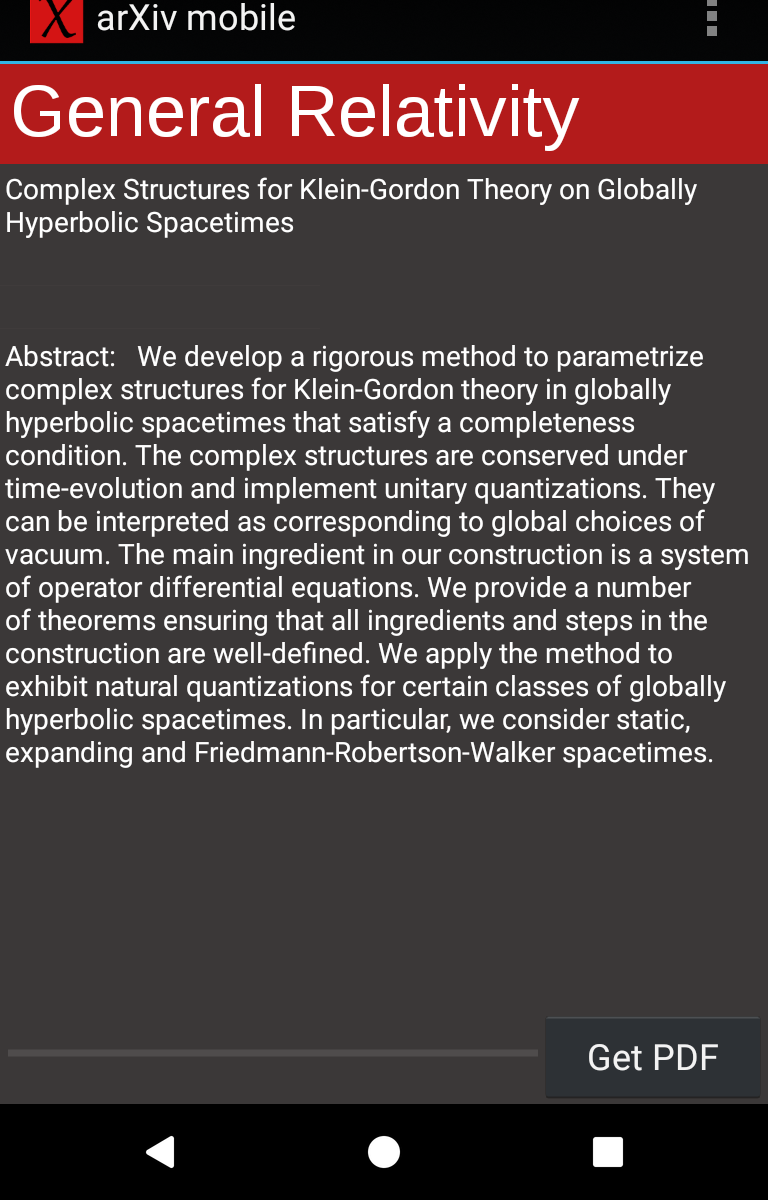 X arXiv mobile
General Relativity
Complex Structures for Klein-Gordon Theory on Globally
Hyperbolic Spacetimes
Abstract: We develop a rigorous method to parametrize
complex structures for Klein-Gordon theory in globally
hyperbolic spacetimes that satisfy a completeness
condition. The complex structures are conserved under
time-evolution and implement unitary quantizations. They
can be interpreted as corresponding to global choices of
vacuum. The main ingredient in our construction is a system
of operator differential equations. We provide a number
of theorems ensuring that all ingredients and steps in the
construction are well-defined. We apply the method to
exhibit natural quantizations for certain classes of globally
hyperbolic spacetimes. In particular, we consider static,
expanding and Friedmann-Robertson-Walker spacetimes.
Get PDF